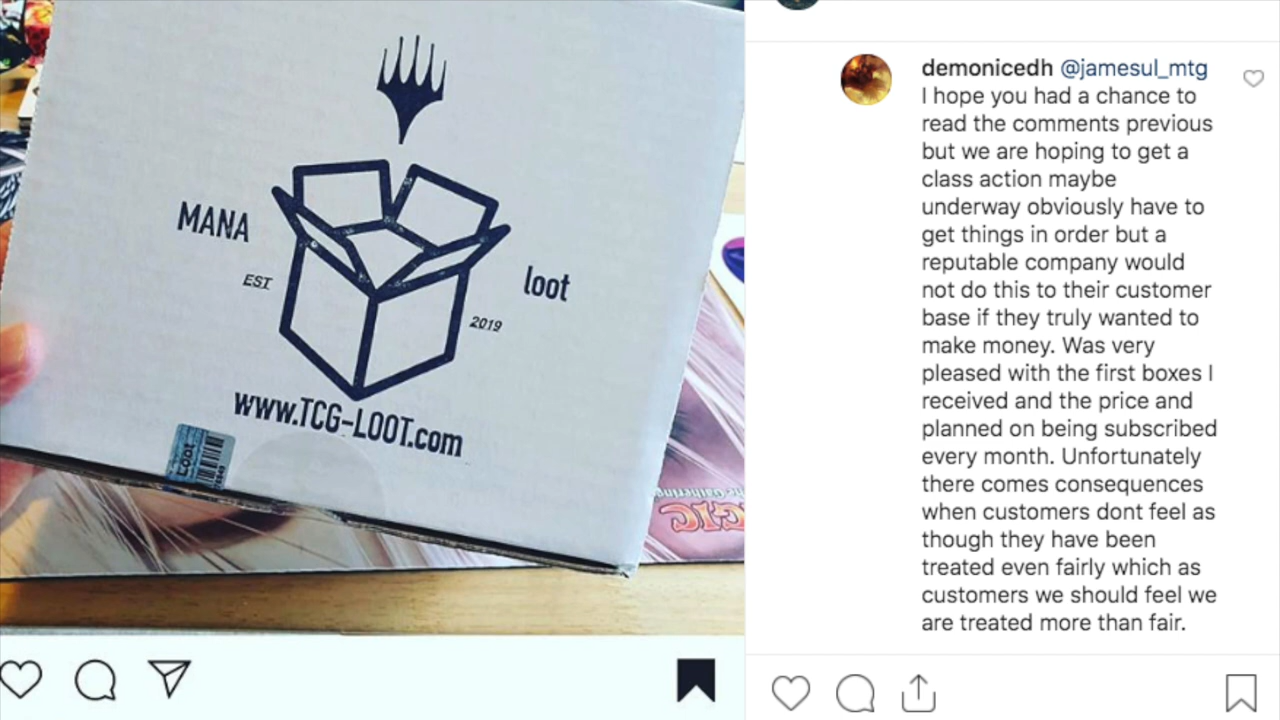 MANA
EST
loot
2019
www.TCG-LOOT.com
Loot
demonicedh @jamesul_mtg
I hope you had a chance to
read the comments previous
but we are hoping to get a
class action maybe
underway obviously have to
get things in order but a
reputable company would
not do this to their customer
base if they truly wanted to
make money. Was very
pleased with the first boxes I
received and the price and
planned on being subscribed
every month. Unfortunately
there comes consequences
when customers dont feel as
though they have been
treated even fairly which as
customers we should feel we
are treated more than fair.